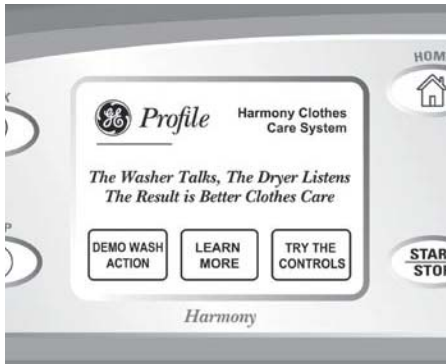 HOM
GE Profile
Harmony Clothes
Care System
The Washer Talks, The Dryer Listens
The Result is Better Clothes Care
DEMO WASH
ACTION
LEARN
MORE
TRY THE
CONTROLS
K
P
STAR
STO
Harmony